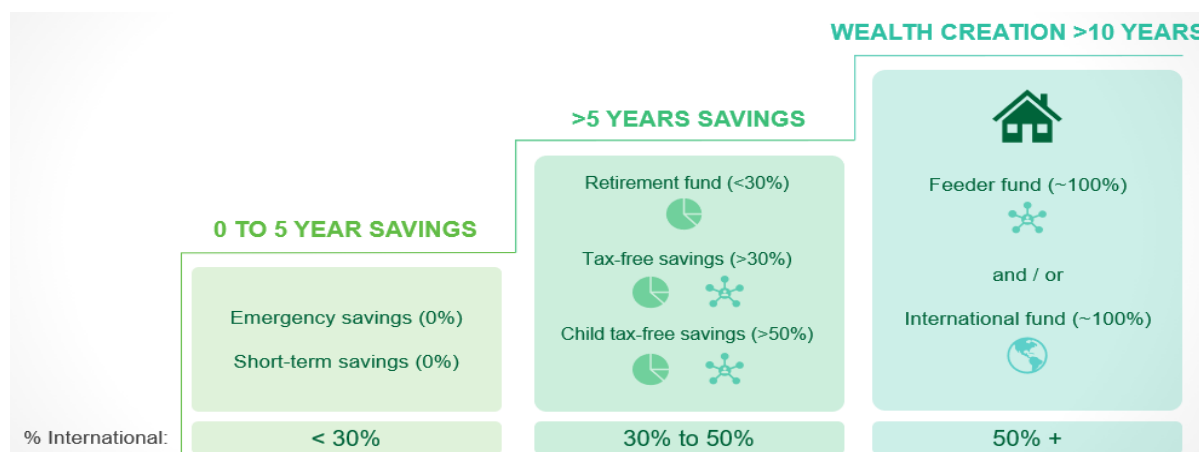 WEALTH CREATION >10 YEARS
>5 YEARS SAVINGS
0 TO 5 YEAR SAVINGS
Emergency savings (0%)
Short-term savings (0%)
Retirement fund (<30%)
Tax-free savings (>30%)
Child tax-free savings (>50%)
Feeder fund (~100%)
and / or
International fund (~100%)
% International:
< 30%
30% to 50%
50% +